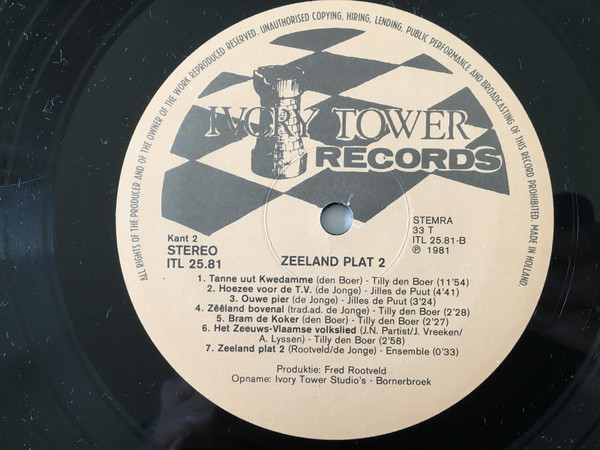 ALL RIGHTS OF THE PRODUCER AND OF THE OWNER OF THE WORK REPRODUCED RESERVED. UNAUTHORISED COPYING, HIRING, LENDING, PUBLIC PERFORMANCE AND BROADCASTING OF THIS RECORD PROHIBITED. MADE IN HOLLAND.
IVORY TOWER
RECORDS
Kant 2
STEREO
ITL 25.81
STEMRA
33 T
ITL 25.81-B
℗ 1981
ZEELAND PLAT 2
1. Tanne uut Kwedamme (den Boer) - Tilly den Boer (11'54)
2. Hoezee voor de T.V. (de Jonge) - Jilles de Puut (4'41)
3. Ouwe pier (de Jonge) - Jilles de Puut (3'24)
4. Zêêland bovenal (trad.ad. de Jonge) - Tilly den Boer (2'28)
5. Bram de Koker (den Boer) - Tilly den Boer (2'27)
6. Het Zeeuws-Vlaamse volkslied (J.N. Partist/J. Vreeken/
A. Lyssen) - Tilly den Boer (2'58)
7. Zeeland plat 2 (Rootveld/de Jonge) - Ensemble (0'33)
Produktie: Fred Rootveld
Opname: Ivory Tower Studio's - Bornerbroek